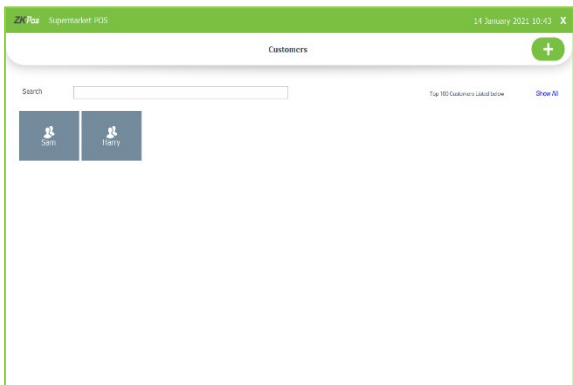 ZKPos Supermarket POS 14 January 2021 10:43 X
Customers +
Search Top 100 Customers Listed below Show All
Sam Harry